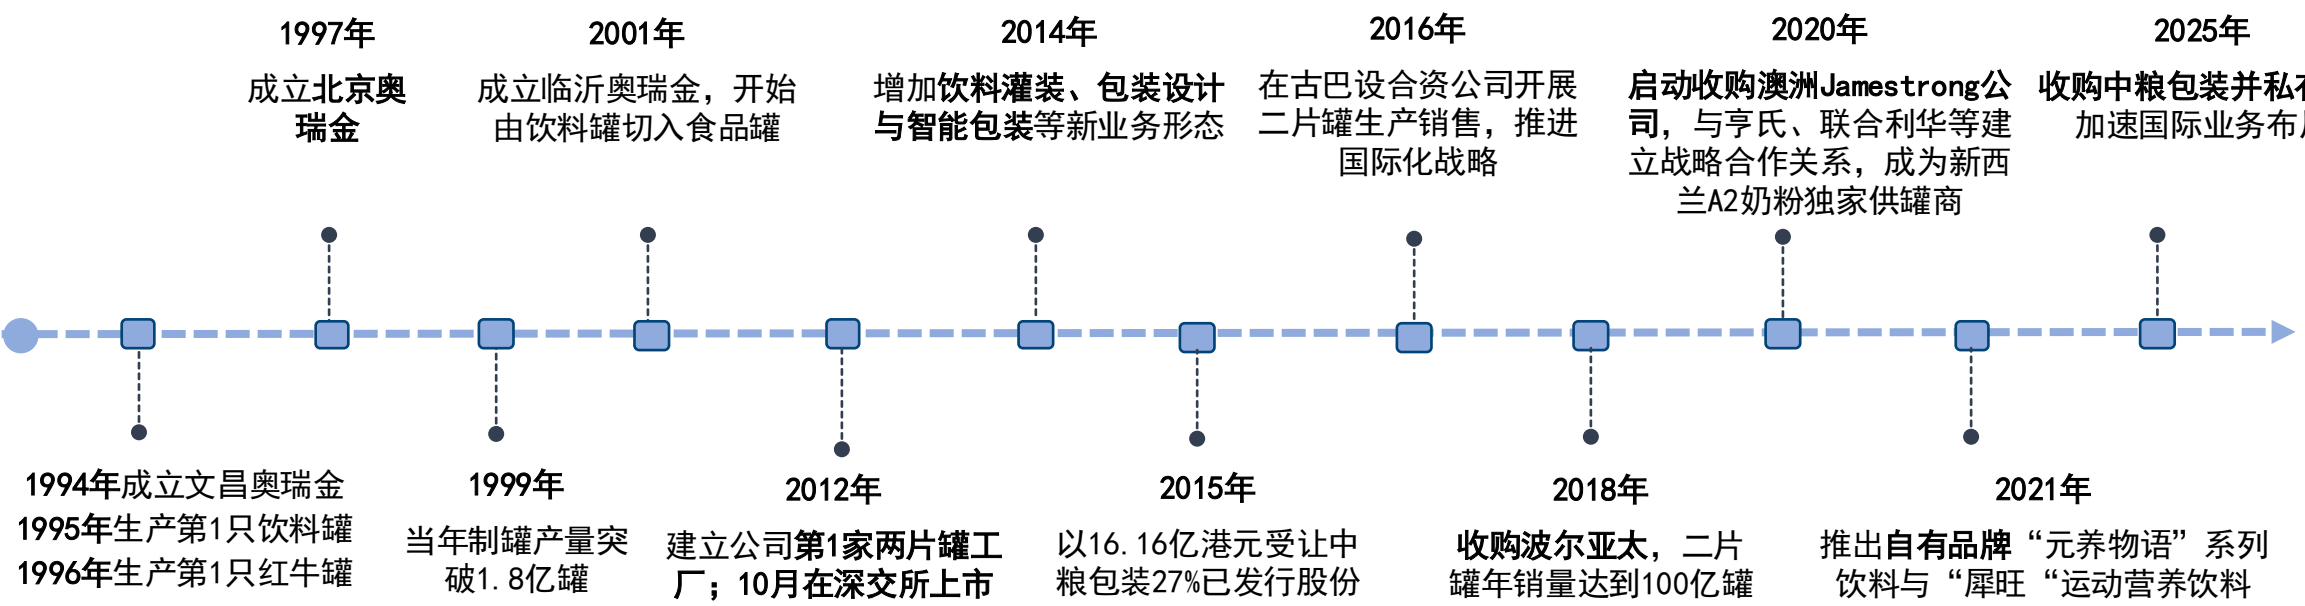 1997年
成立北京奥
瑞金
2001年
成立临沂奥瑞金，开始
由饮料罐切入食品罐
2014年
增加饮料灌装、包装设计
与智能包装等新业务形态
2016年
在古巴设合资公司开展
二片罐生产销售，推进
国际化战略
2020年
启动收购澳洲Jamestrong公
司，与亨氏、联合利华等建
立战略合作关系，成为新西
兰A2奶粉独家供罐商
2025年
收购中粮包装并私
加速国际业务布
1994年成立文昌奥瑞金
1995年生产第1只饮料罐
1996年生产第1只红牛罐
1999年
当年制罐产量突
破1.8亿罐
2012年
建立公司第1家两片罐工
厂；10月在深交所上市
2015年
以16.16亿港元受让中
粮包装27%已发行股份
2018年
收购波尔亚太，二片
罐年销量达到100亿罐
2021年
推出自有品牌“元养物语”系列
饮料与“犀旺“运动营养饮料